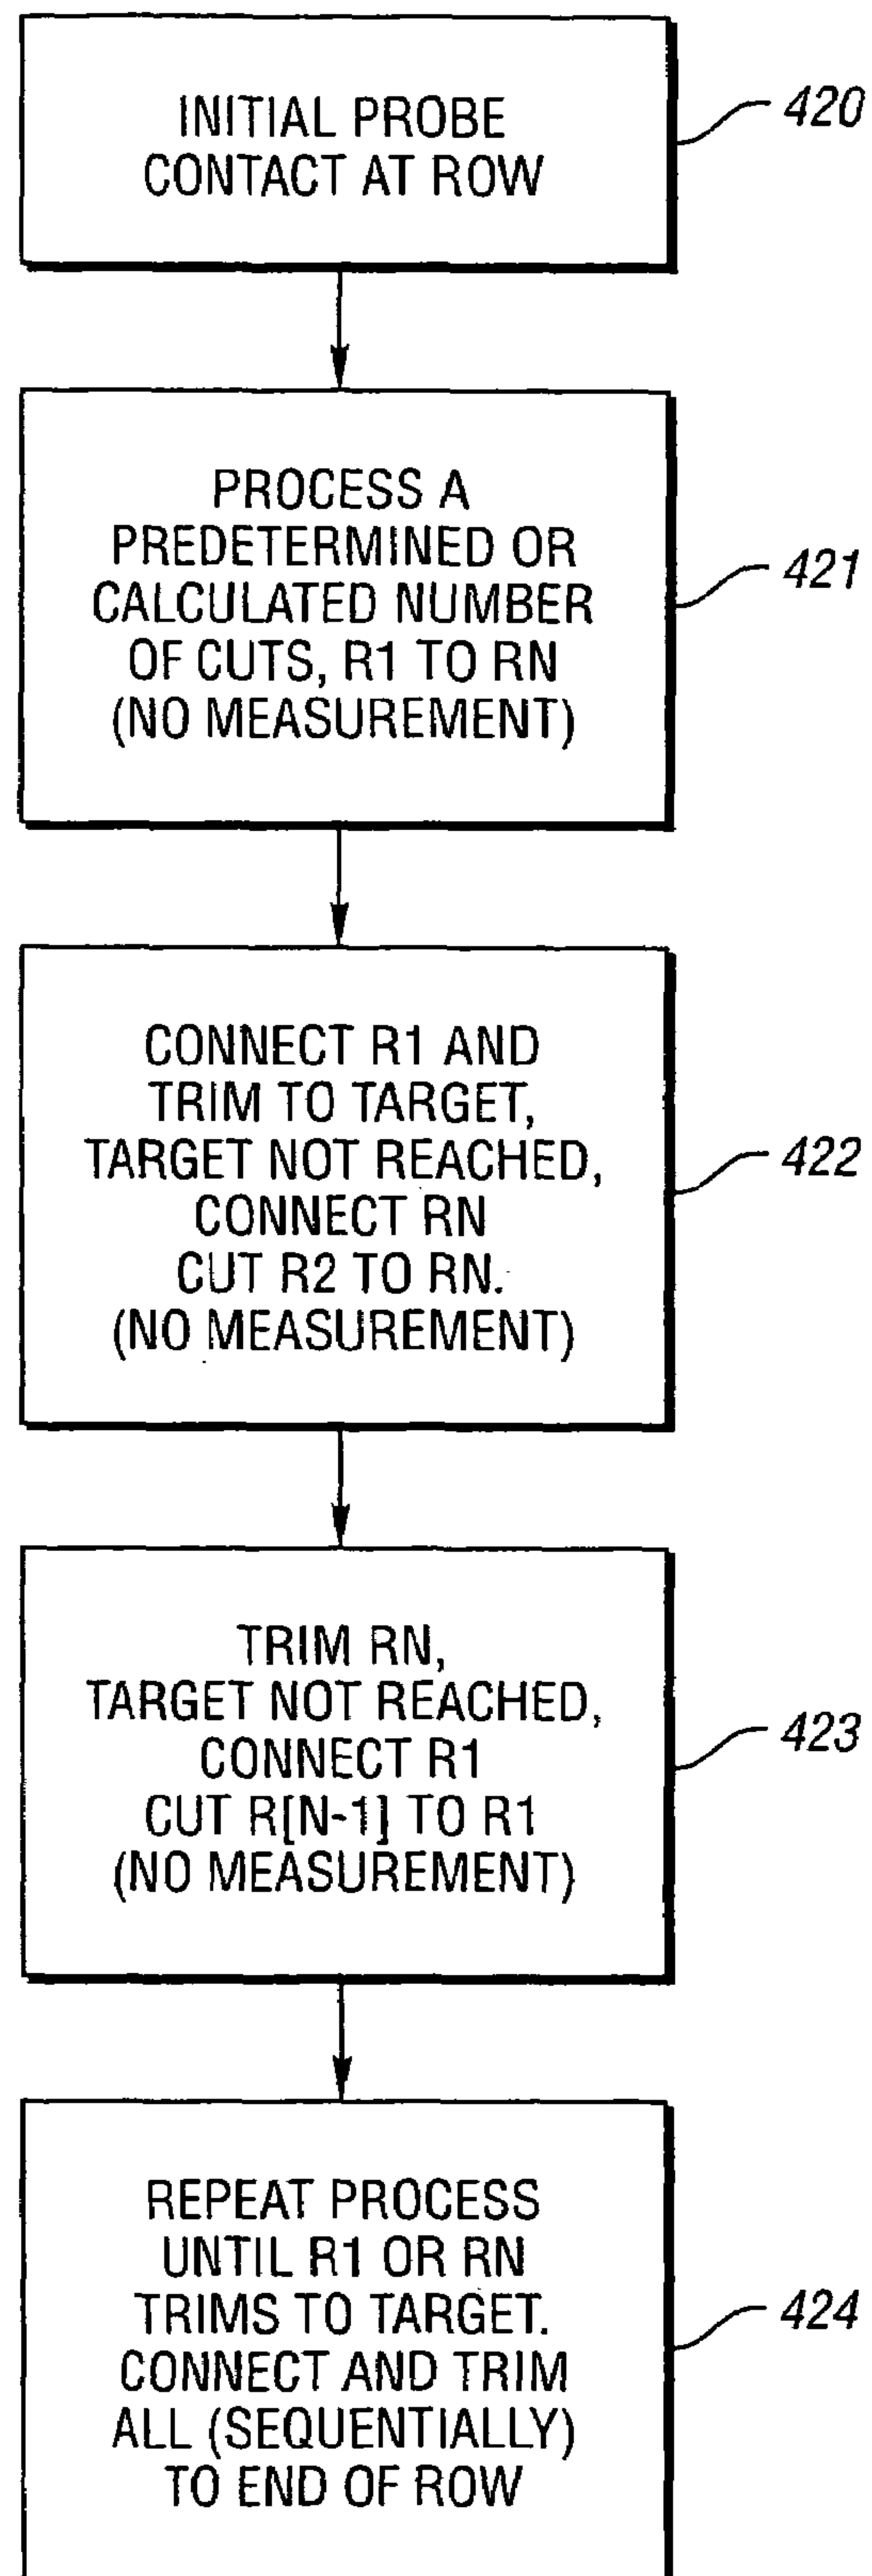 INITIAL PROBE
CONTACT AT ROW
420
PROCESS A
PREDETERMINED OR
CALCULATED NUMBER
OF CUTS, R1 TO RN
(NO MEASUREMENT)
421
CONNECT R1 AND
TRIM TO TARGET,
TARGET NOT REACHED,
CONNECT RN
CUT R2 TO RN.
(NO MEASUREMENT)
422
TRIM RN,
TARGET NOT REACHED,
CONNECT R1
CUT R[N-1] TO R1
(NO MEASUREMENT)
423
REPEAT PROCESS
UNTIL R1 OR RN
TRIMS TO TARGET.
CONNECT AND TRIM
ALL (SEQUENTIALLY)
TO END OF ROW
424